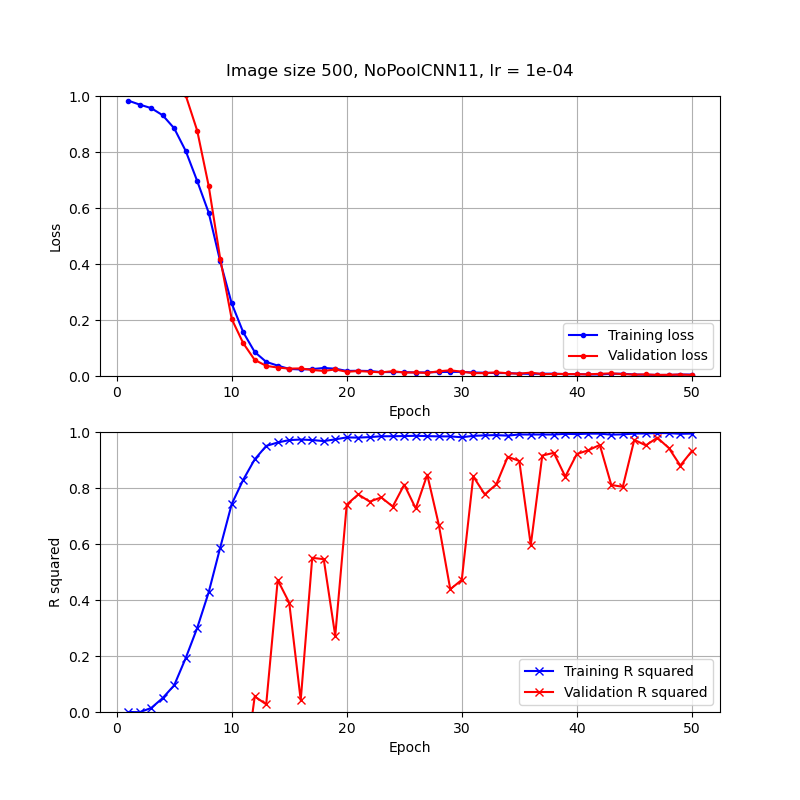 Image size 500, NoPoolCNN11, lr = 1e-04
1.0
0.8
0.6
0.4
0.2
0.0
Loss
Training loss
Validation loss
0 10 20 30 40 50
Epoch
1.0
0.8
0.6
0.4
0.2
0.0
R squared
Training R squared
Validation R squared
0 10 20 30 40 50
Epoch